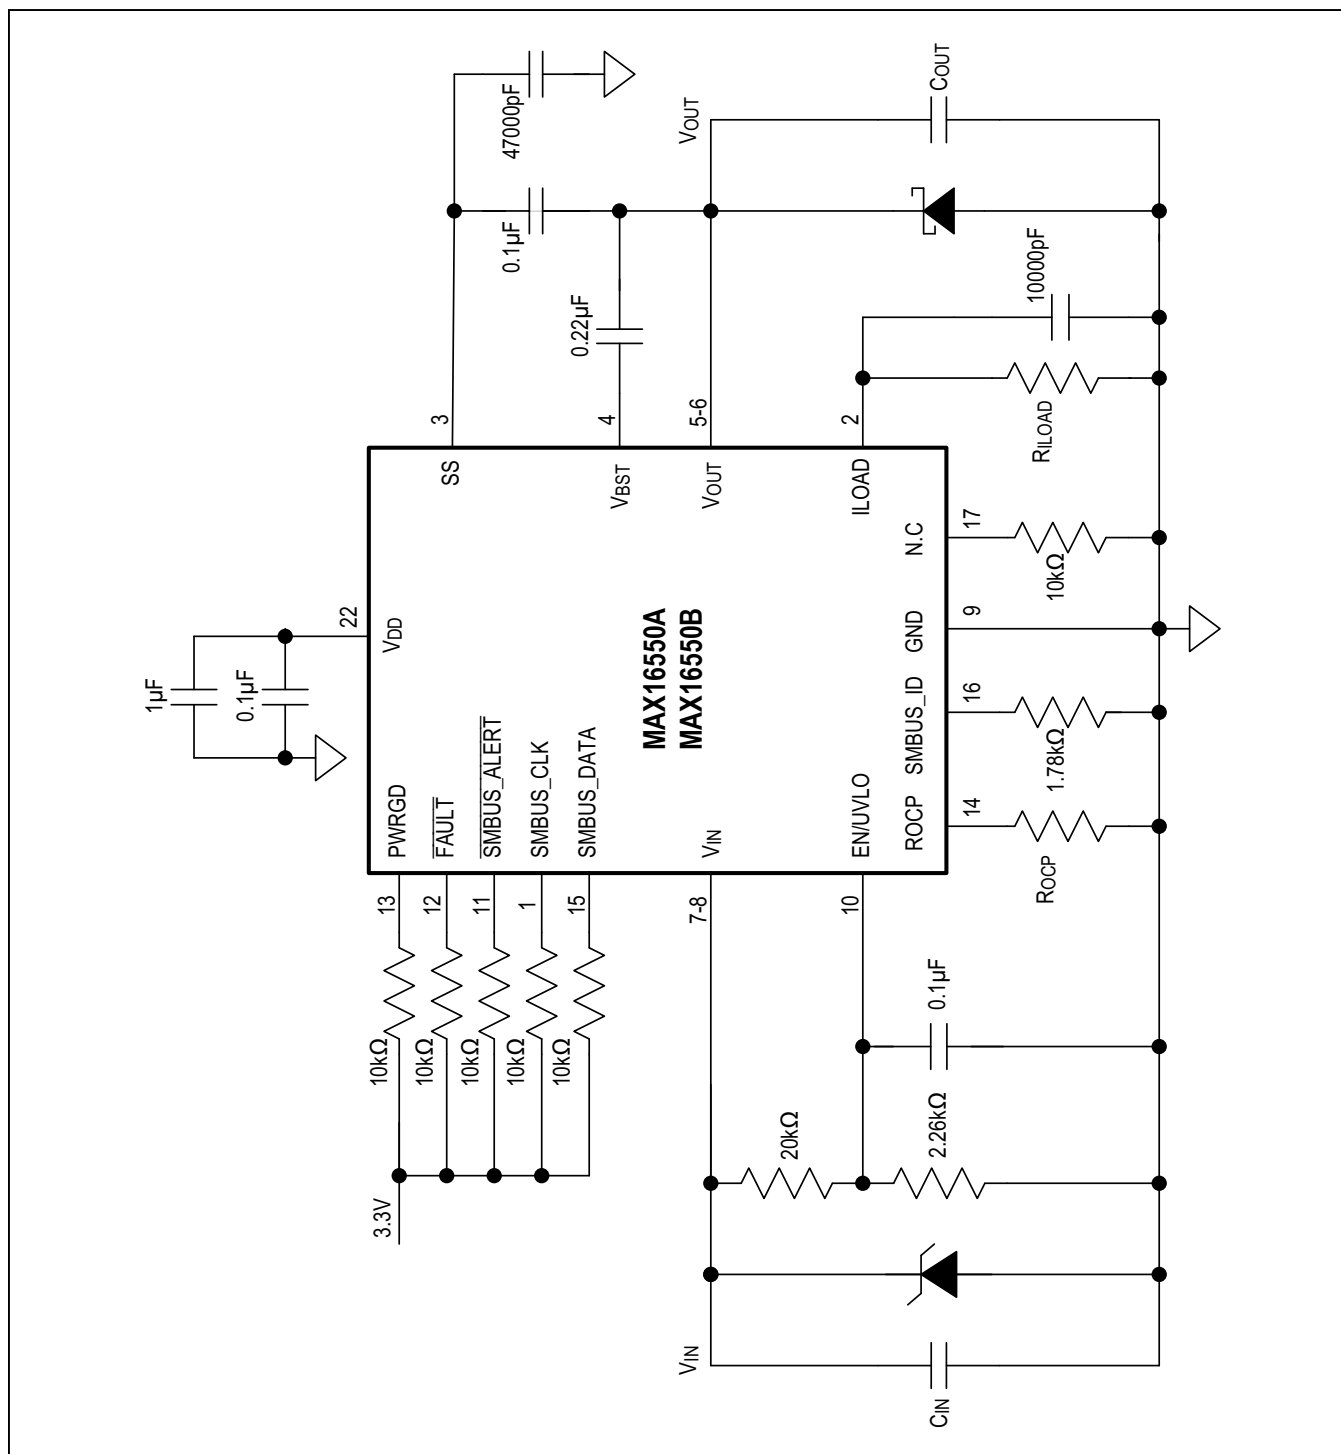 47000pF
COUT
VOUT
0.1µF
0.22µF
10000pF
3
4
5-6
2
RILOAD
SS
VBST
VOUT
ILOAD
1µF
0.1µF
22
VDD
N.C
17
10kΩ
MAX16550A
MAX16550B
GND
9
SMBUS_ID
16
1.78kΩ
ROCP
14
ROCP
PWRGD
FAULT
SMBUS_ALERT
SMBUS_CLK
SMBUS_DATA
VIN
EN/UVLO
13
12
11
1
15
7-8
10
10kΩ
10kΩ
10kΩ
10kΩ
10kΩ
0.1µF
20kΩ
2.26kΩ
3.3V
VIN
CIN